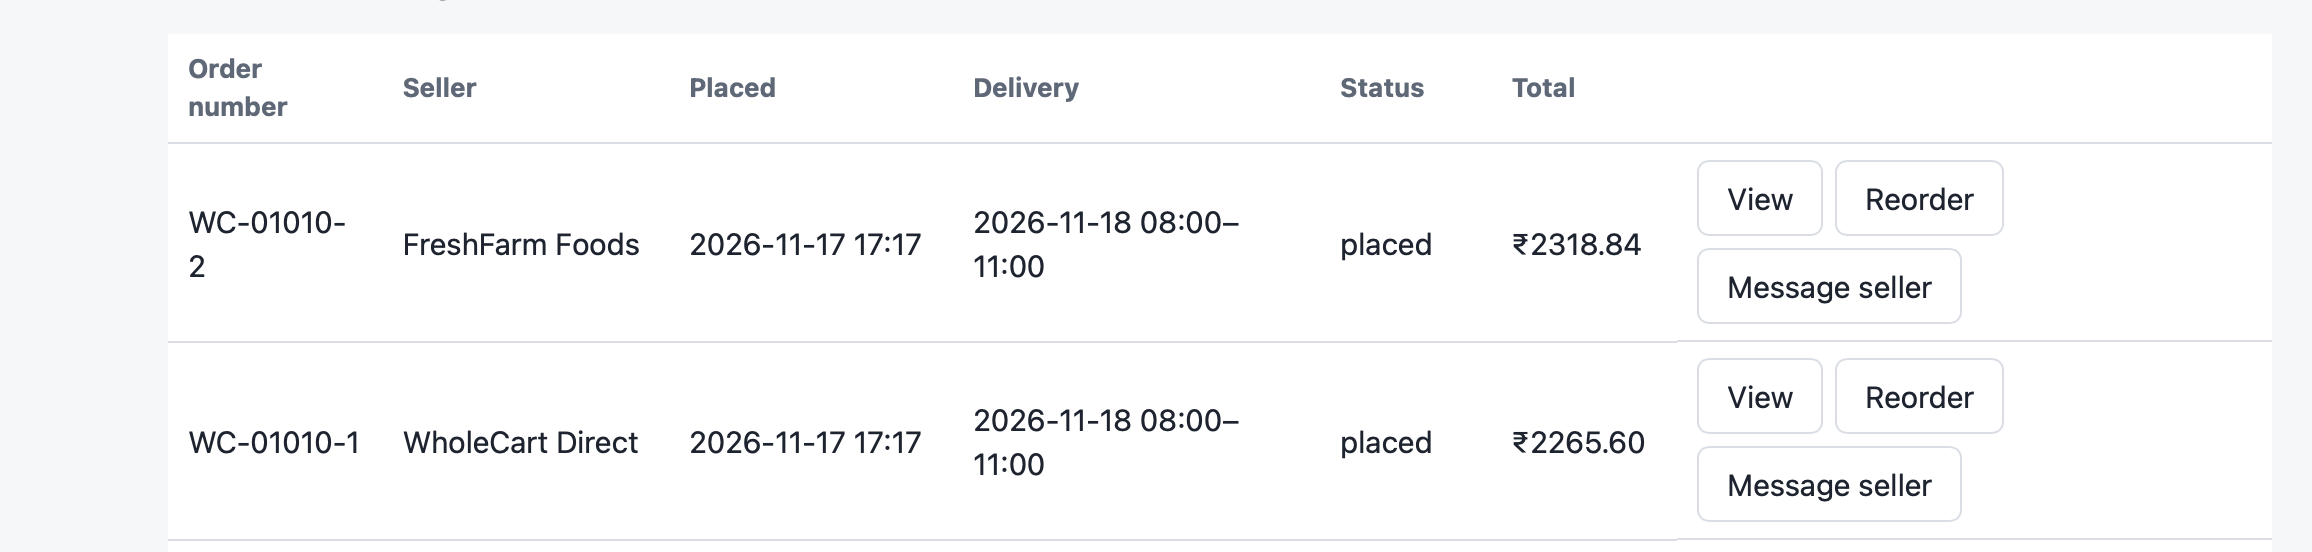 Order number Seller Placed Delivery Status Total
WC-01010-2 FreshFarm Foods 2026-11-17 17:17 2026-11-18 08:00–11:00 placed ₹2318.84 View Reorder
Message seller
WC-01010-1 WholeCart Direct 2026-11-17 17:17 2026-11-18 08:00–11:00 placed ₹2265.60 View Reorder
Message seller